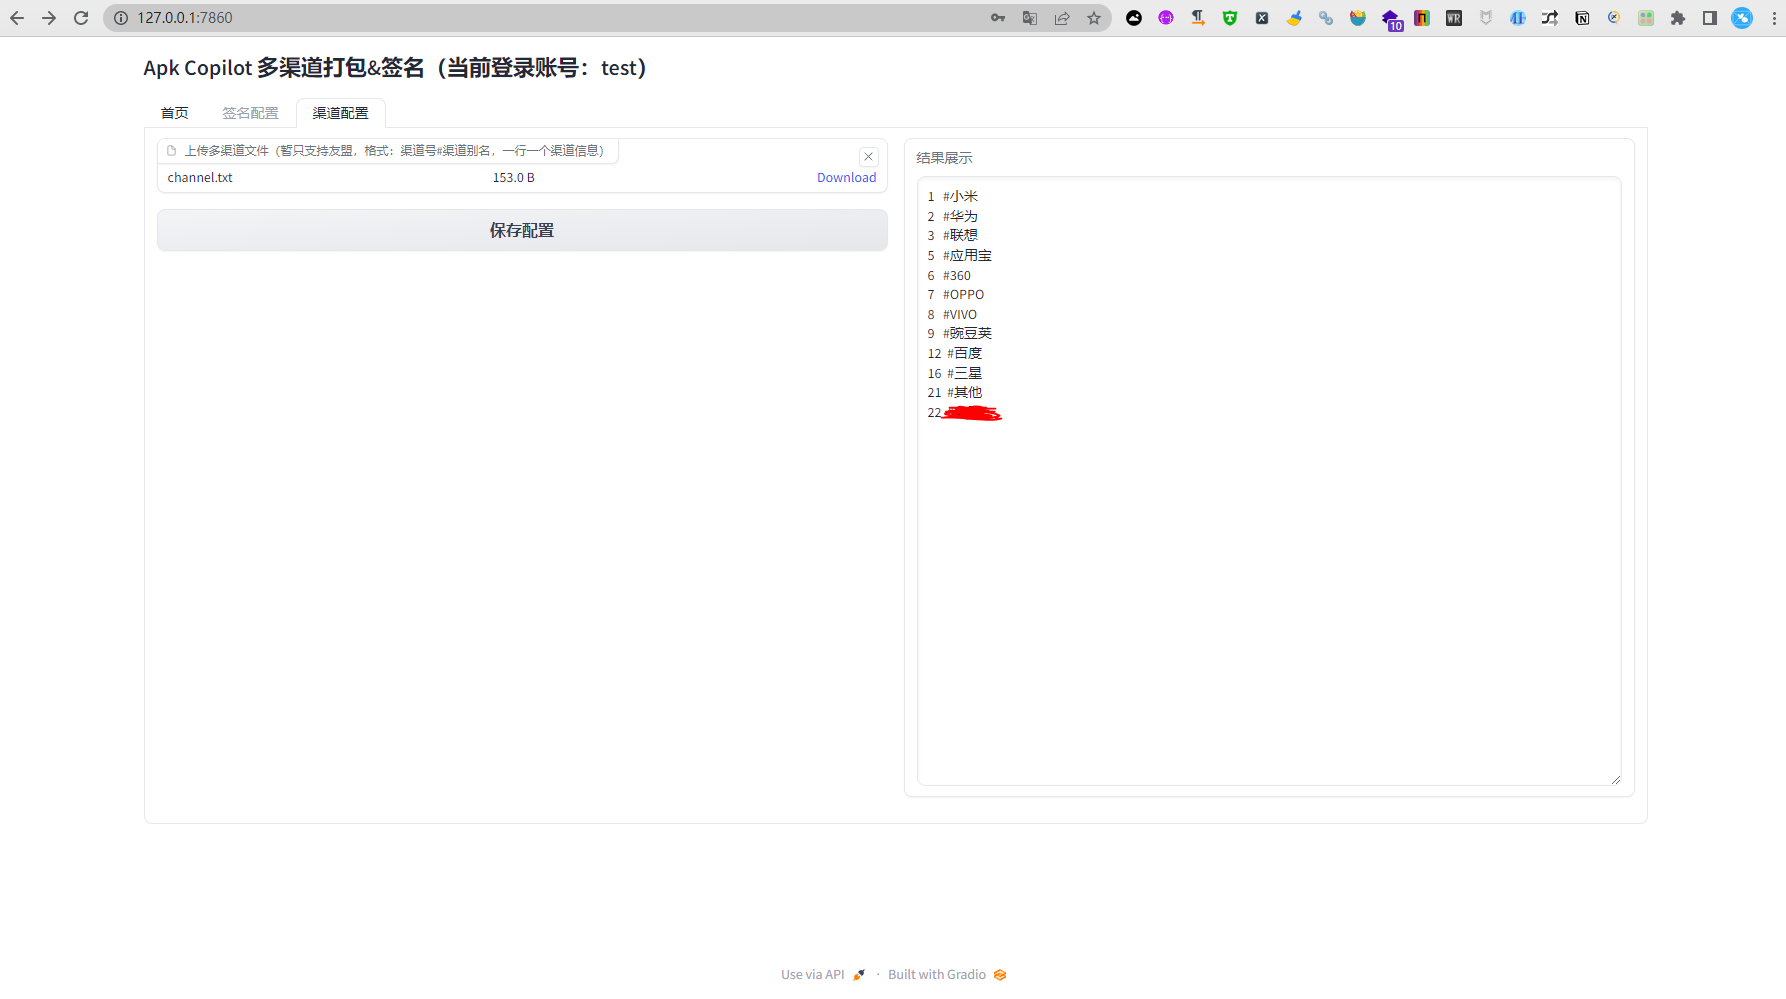 127.0.0.1:7860
10
WR
Apk Copilot 多渠道打包&签名（当前登录账号：test）
首页 签名配置 渠道配置
上传多渠道文件（暂只支持友盟，格式：渠道号#渠道别名，一行一个渠道信息）
channel.txt 153.0 B Download
保存配置
结果展示
1 #小米
2 #华为
3 #联想
5 #应用宝
6 #360
7 #OPPO
8 #VIVO
9 #豌豆荚
12 #百度
16 #三星
21 #其他
22
Use via API · Built with Gradio